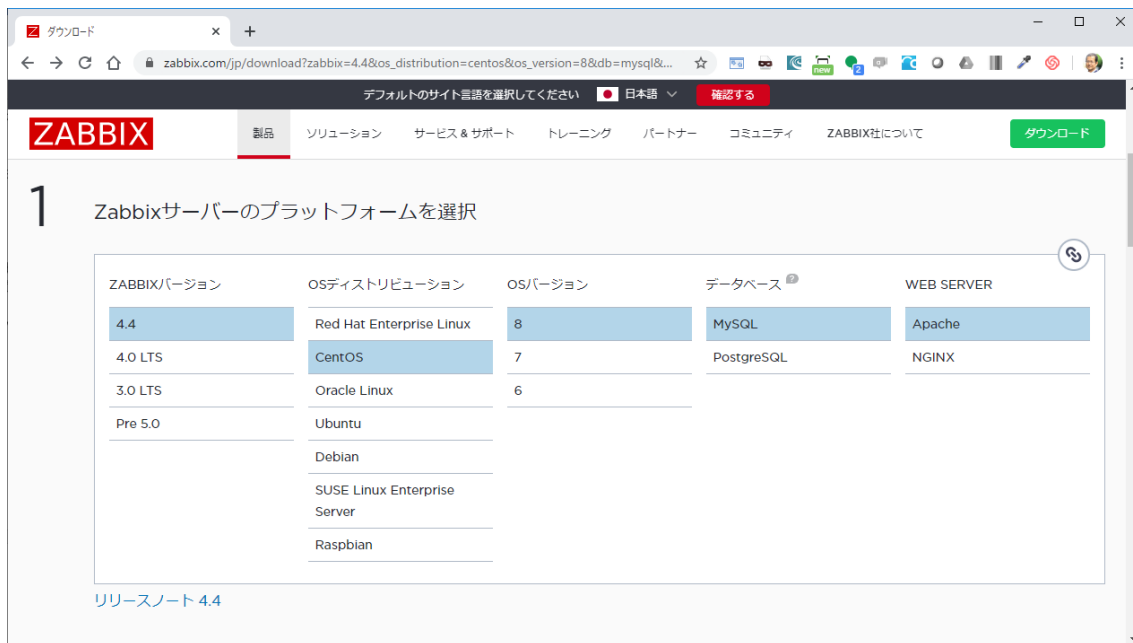 ダウンロード
zabbix.com/jp/download?zabbix=4.4&os_distribution=centos&os_version=8&db=mysql&...
new
2
デフォルトのサイト言語を選択してください 日本語 確認する
ZABBIX 製品 ソリューション サービス & サポート トレーニング パートナー コミュニティ ZABBIX社について ダウンロード
1 Zabbixサーバーのプラットフォームを選択
ZABBIXバージョン OSディストリビューション OSバージョン データベース ? WEB SERVER
4.4 Red Hat Enterprise Linux 8 MySQL Apache
4.0 LTS CentOS 7 PostgreSQL NGINX
3.0 LTS Oracle Linux 6
Pre 5.0 Ubuntu
Debian
SUSE Linux Enterprise
Server
Raspbian
リリースノート 4.4